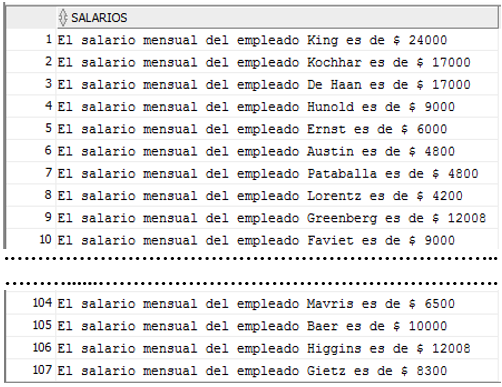 SALARIOS
1 El salario mensual del empleado King es de $ 24000
2 El salario mensual del empleado Kochhar es de $ 17000
3 El salario mensual del empleado De Haan es de $ 17000
4 El salario mensual del empleado Hunold es de $ 9000
5 El salario mensual del empleado Ernst es de $ 6000
6 El salario mensual del empleado Austin es de $ 4800
7 El salario mensual del empleado Pataballa es de $ 4800
8 El salario mensual del empleado Lorentz es de $ 4200
9 El salario mensual del empleado Greenberg es de $ 12008
10 El salario mensual del empleado Faviet es de $ 9000
104 El salario mensual del empleado Mavris es de $ 6500
105 El salario mensual del empleado Baer es de $ 10000
106 El salario mensual del empleado Higgins es de $ 12008
107 El salario mensual del empleado Gietz es de $ 8300